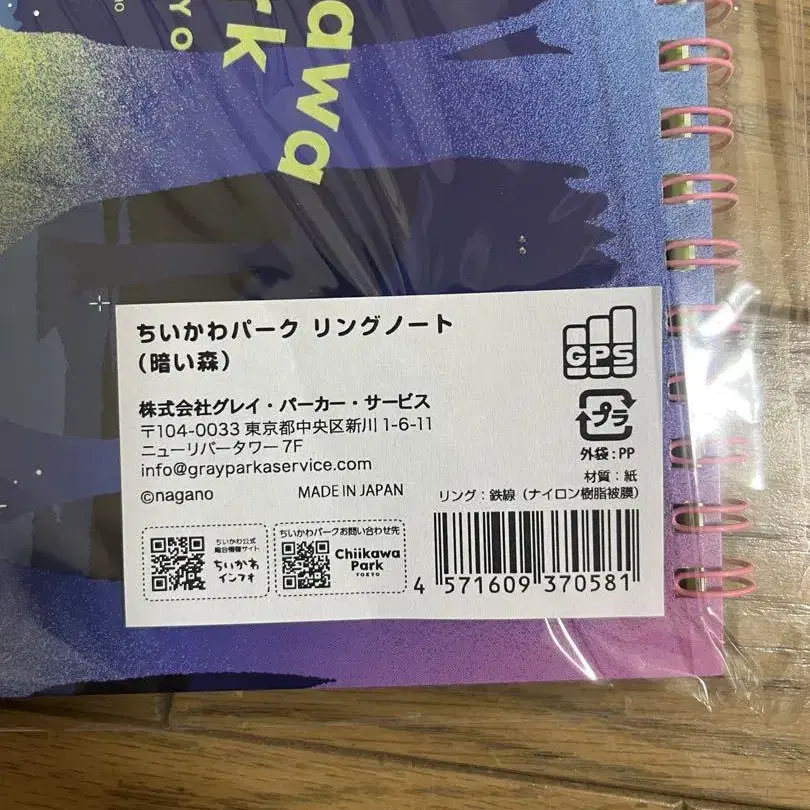 awa
rk
YO
ちいかわパーク リングノート
（暗い森）
株式会社グレイ・パーカー・サービス
〒104-0033 東京都中央区新川 1-6-11
ニューリバータワー 7F
info@grayparkaservice.com
©nagano MADE IN JAPAN
GPS
プラ
外袋：PP
材質：紙
リング：鉄線（ナイロン樹脂被膜）
ちいかわ公式
総合情報サイト
ちいかわ
インフォ
ちいかわパークお問い合わせ先
Chiikawa
Park
TOKYO
4 571609 370581